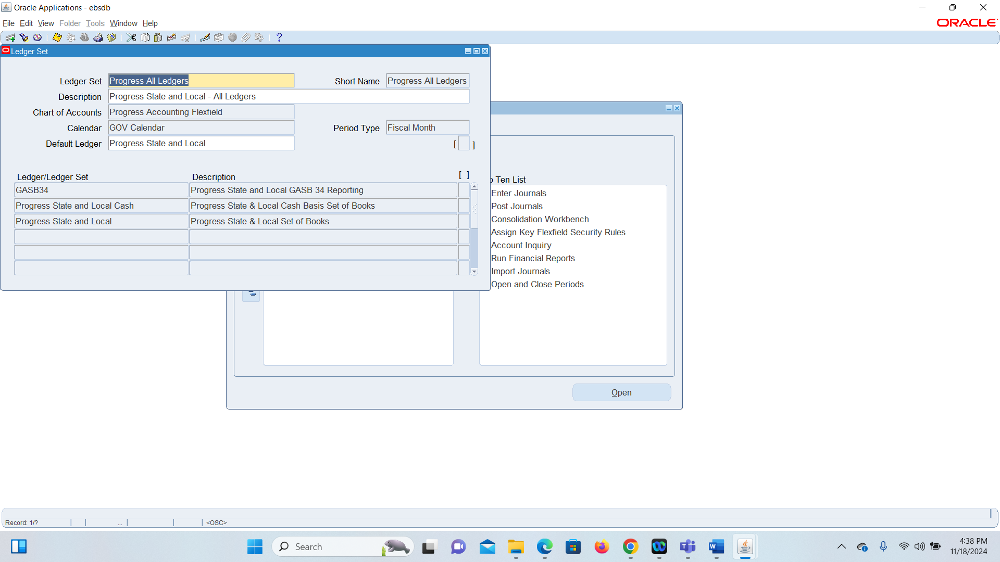 Oracle Applications - ebsdb
File Edit View Folder Tools Window Help
ORACLE
Ledger Set
Ledger Set Progress All Ledgers Short Name Progress All Ledgers
Description Progress State and Local - All Ledgers
Chart of Accounts Progress Accounting Flexfield
Calendar GOV Calendar Period Type Fiscal Month
Default Ledger Progress State and Local [ ]
Ledger/Ledger Set Description [ ]
GASB34 Progress State and Local GASB 34 Reporting
Progress State and Local Cash Progress State & Local Cash Basis Set of Books
Progress State and Local Progress State & Local Set of Books
Ten List
Enter Journals
Post Journals
Consolidation Workbench
Assign Key Flexfield Security Rules
Account Inquiry
Run Financial Reports
Import Journals
Open and Close Periods
Open
Record: 1/? ... <OSC>
Search
4:38 PM
11/18/2024